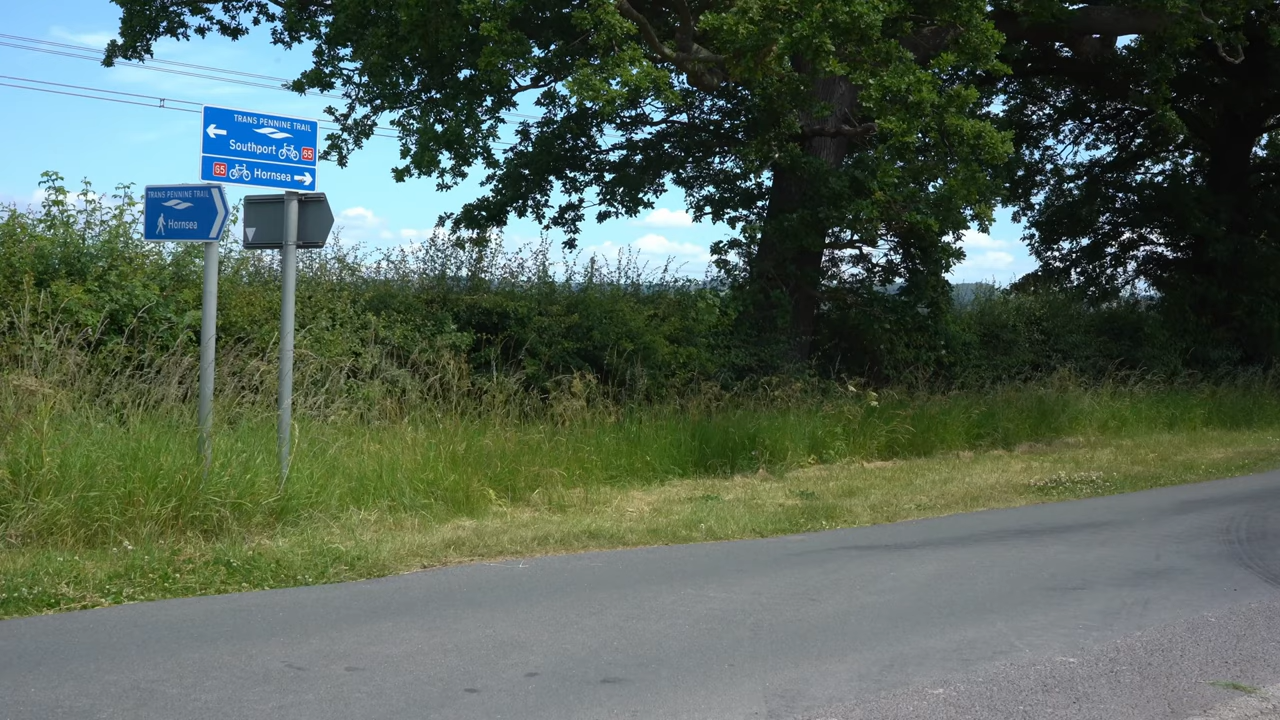 TRANS PENNINE TRAIL
Southport 65
65 Hornsea
TRANS PENNINE TRAIL
Hornsea